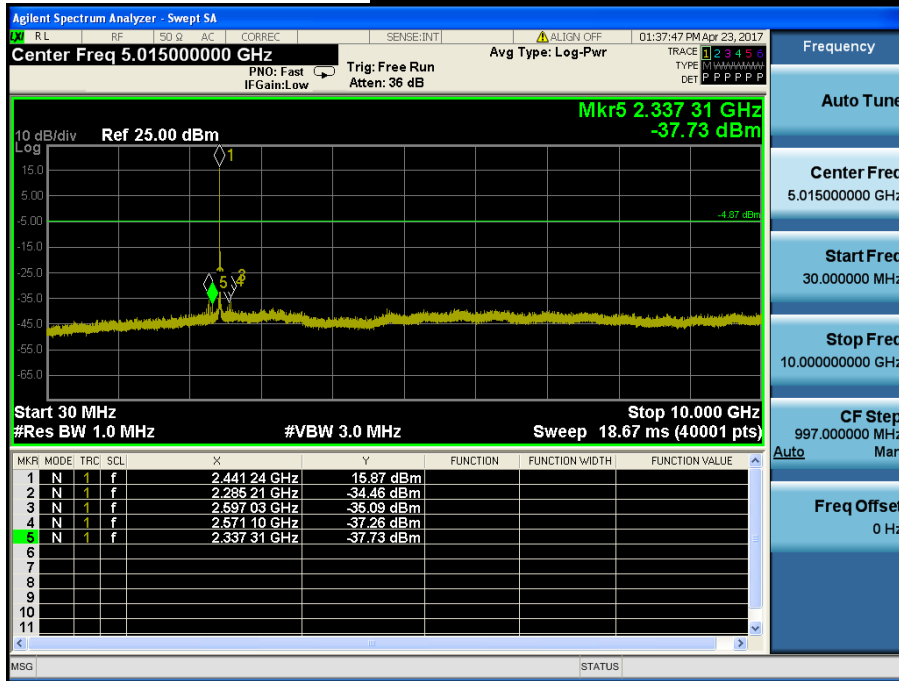 Agilent Spectrum Analyzer - Swept SA
LXI RL RF 50 Ω AC CORREC SENSE:INT ALIGN OFF 01:37:47 PM Apr 23, 2017
Center Freq 5.015000000 GHz
PNO: Fast
IFGain:Low
Trig: Free Run
Atten: 36 dB
Avg Type: Log-Pwr
TRACE 1 2 3 4 5 6
TYPE M WWWWW
DET P P P P P P
Frequency
Auto Tune
Center Freq
5.015000000 GHz
Start Freq
30.000000 MHz
Stop Freq
10.000000000 GHz
CF Step
997.000000 MHz
Auto Man
Freq Offset
0 Hz
Mkr5 2.337 31 GHz
-37.73 dBm
10 dB/div Ref 25.00 dBm
Log
1
15.0
5.00
-5.00
-4.87 dBm
-15.0
-25.0
5
-35.0
-45.0
-55.0
-65.0
Start 30 MHz Stop 10.000 GHz
#Res BW 1.0 MHz #VBW 3.0 MHz Sweep 18.67 ms (40001 pts)
MKR MODE TRC SCL X Y FUNCTION FUNCTION WIDTH FUNCTION VALUE
1 N 1 f 2.441 24 GHz 15.87 dBm
2 N 1 f 2.285 21 GHz -34.46 dBm
3 N 1 f 2.597 03 GHz -35.09 dBm
4 N 1 f 2.571 10 GHz -37.26 dBm
5 N 1 f 2.337 31 GHz -37.73 dBm
6
7
8
9
10
11
MSG STATUS